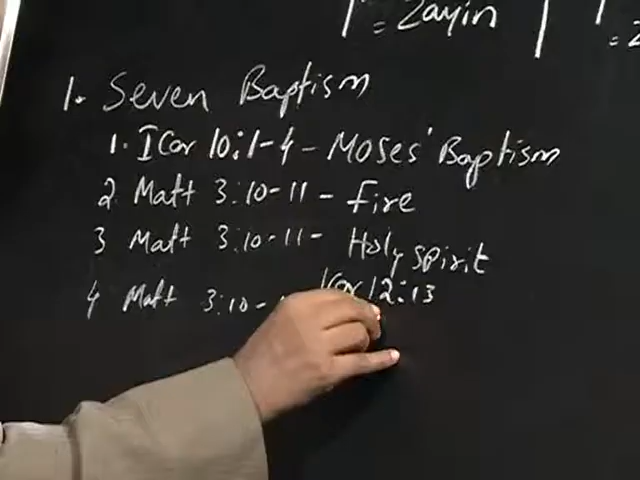 = Zayin
=
1. Seven Baptism
1. I Cor 10:1-4 - Moses' Baptism
2 Matt 3:10-11 - Fire
3 Matt 3:10-11- Holy spirit
1Cor 12:13
4 Matt 3:10-